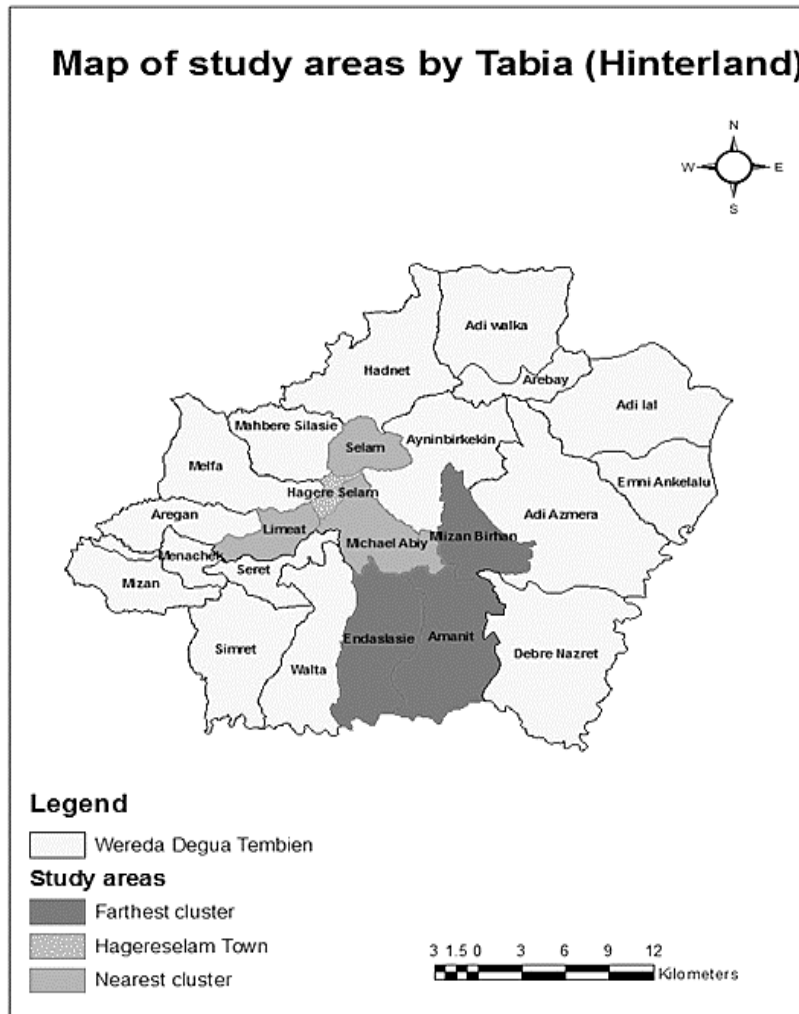 Map of study areas by Tabia (Hinterland)
N
W E
S
Adi walka
Hadnet
Arebay
Adi lal
Mahbere Silasie
Selam
Ayninbirkekin
Melfa
Emni Ankelalu
Hagere Selam
Aregan
Limeat
Adi Azmera
Michael Abiy
Mizan Birhan
Menachek
Seret
Mizan
Endaslasie
Amanit
Simret
Walta
Debre Nazret
Legend
Wereda Degua Tembien
Study areas
Farthest cluster
Hagereselam Town
Nearest cluster
3 1.5 0 3 6 9 12
Kilometers